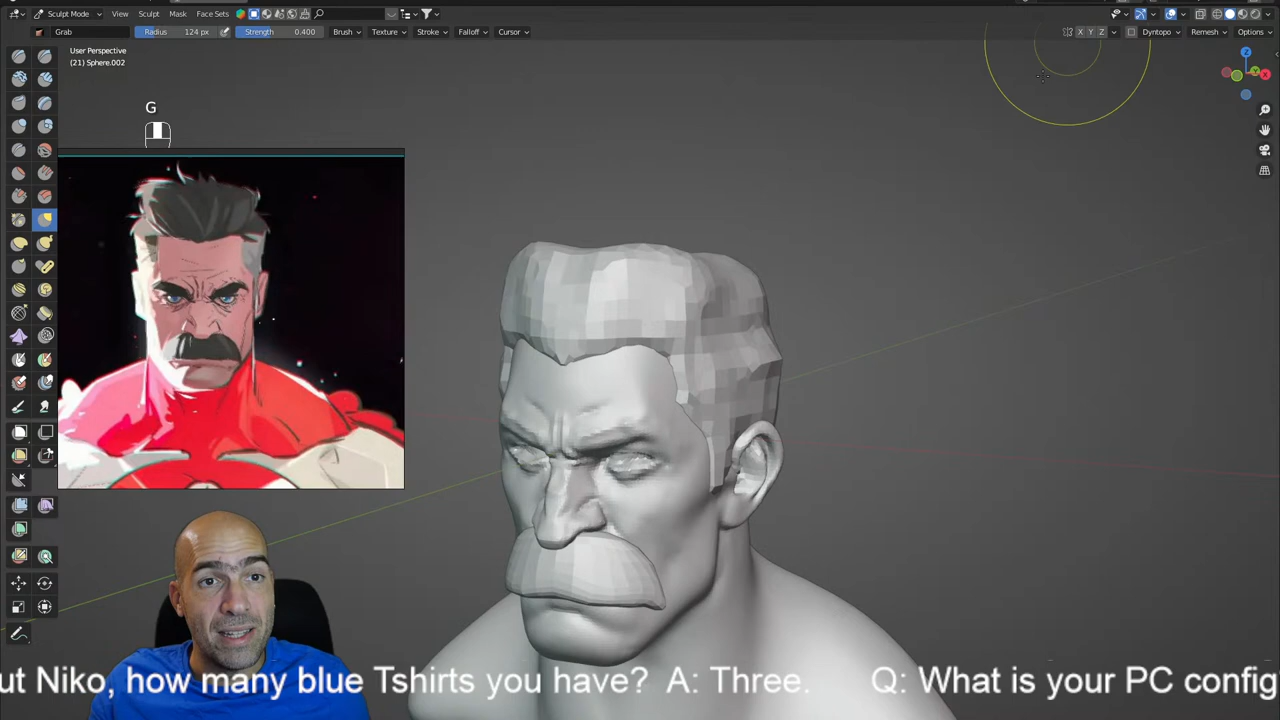 Sculpt Mode View Sculpt Mask Face Sets
Grab Radius 124 px Strength 0.400 Brush Texture Stroke Falloff Cursor X Y Z Dyntopo Remesh Options
User Perspective
(21) Sphere.002
Z
X
Y
G
ut Niko, how many blue Tshirts you have? A: Three. Q: What is your PC config